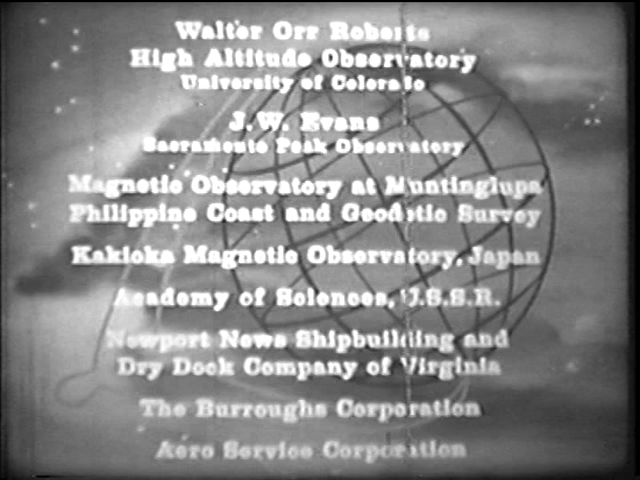 Walter Orr Roberts
High Altitude Observatory
University of Colorado
J.W. Evans
Sacramento Peak Observatory
Magnetic Observatory at Muntinglupa
Philippine Coast and Geodetic Survey
Kakioka Magnetic Observatory, Japan
Academy of Sciences, U.S.S.R.
Newport News Shipbuilding and
Dry Dock Company of Virginia
The Burroughs Corporation
Aero Service Corporation